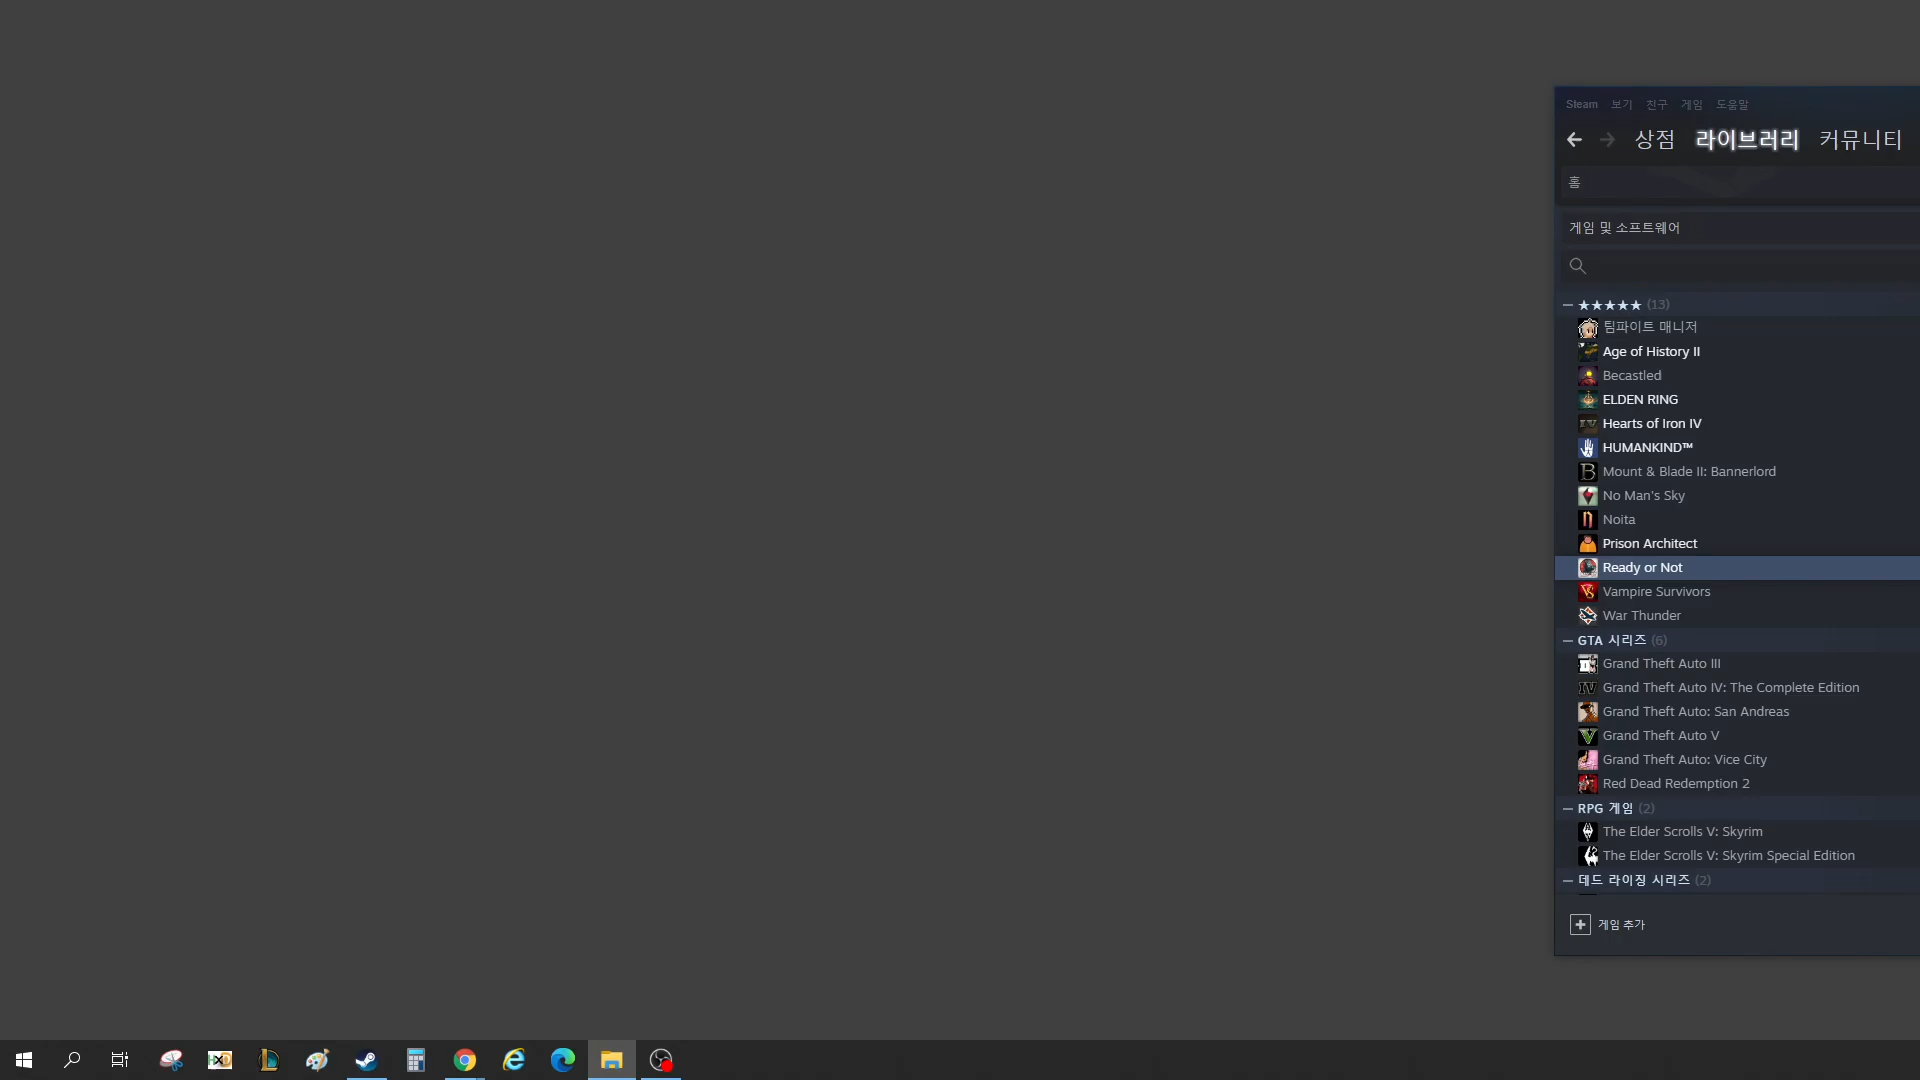 Steam 보기 친구 게임 도움말
상점 라이브러리 커뮤니티
홈
게임 및 소프트웨어
★★★★★ (13)
팀파이트 매니저
Age of History II
Becastled
ELDEN RING
Hearts of Iron IV
HUMANKIND™
Mount & Blade II: Bannerlord
No Man's Sky
Noita
Prison Architect
Ready or Not
Vampire Survivors
War Thunder
GTA 시리즈 (6)
Grand Theft Auto III
Grand Theft Auto IV: The Complete Edition
Grand Theft Auto: San Andreas
Grand Theft Auto V
Grand Theft Auto: Vice City
Red Dead Redemption 2
RPG 게임 (2)
The Elder Scrolls V: Skyrim
The Elder Scrolls V: Skyrim Special Edition
데드 라이징 시리즈 (2)
게임 추가